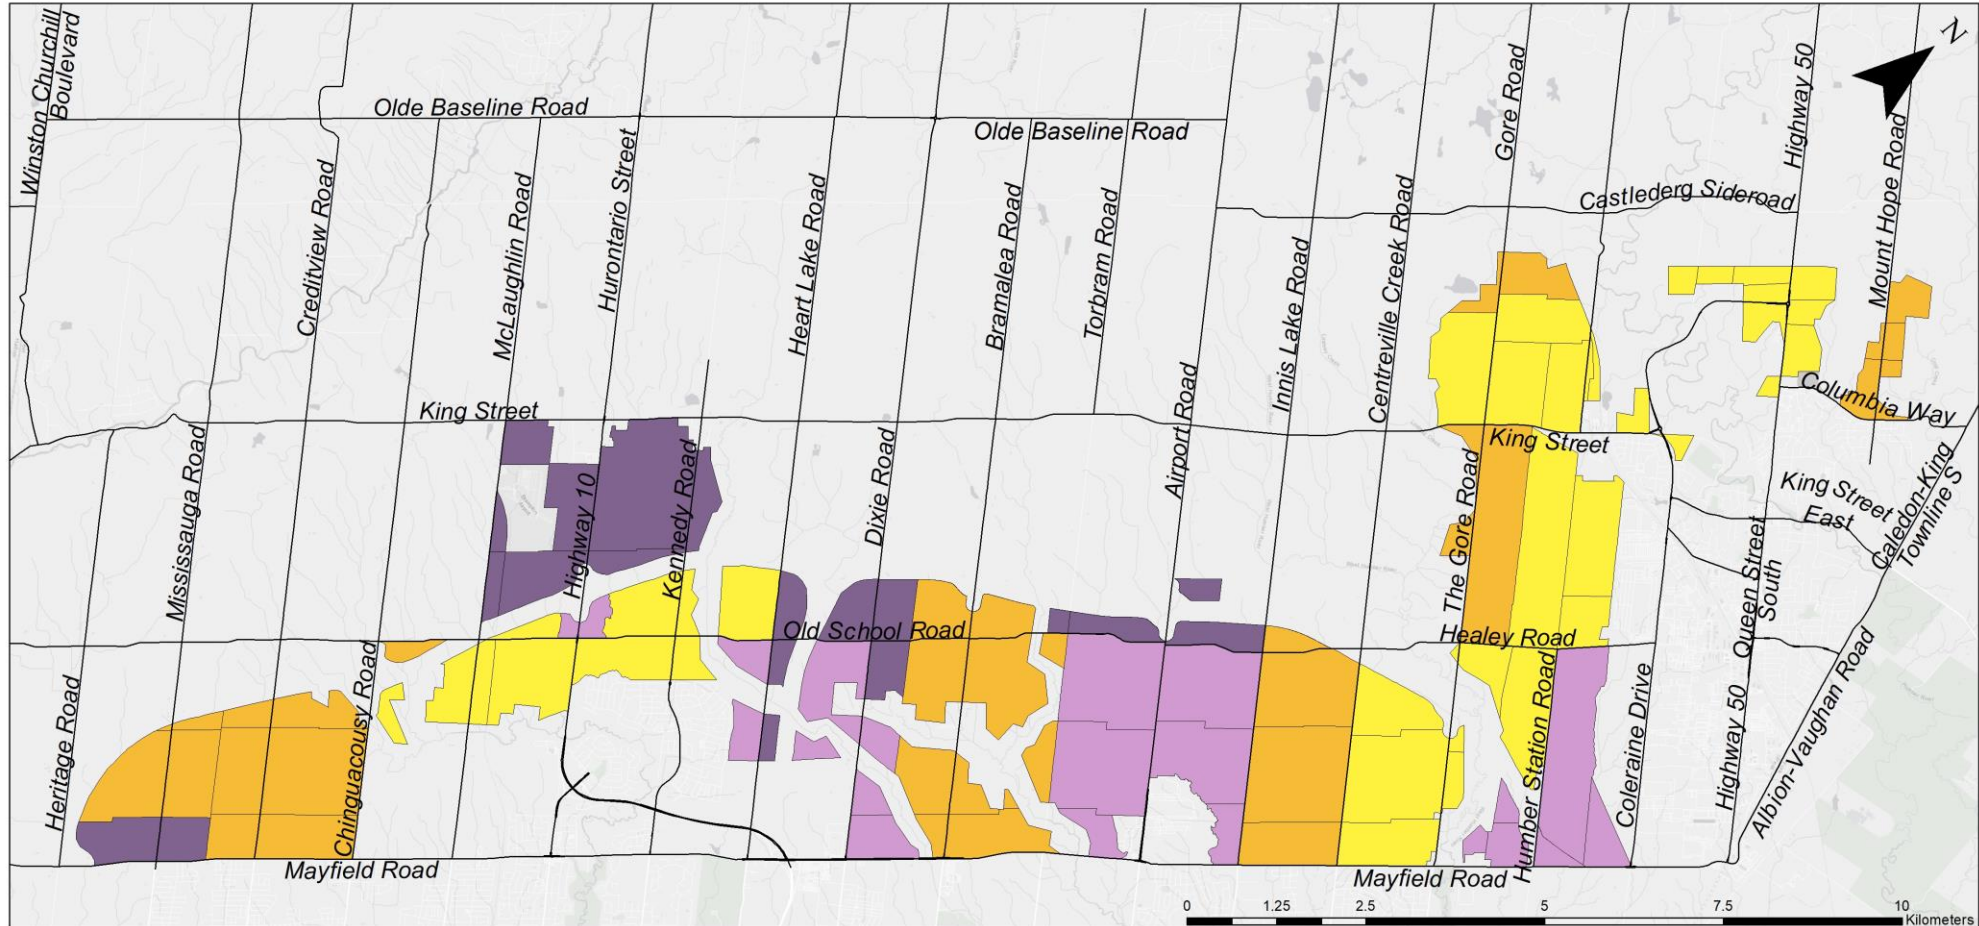 Winston Churchill
Boulevard
Olde Baseline Road
Olde Baseline Road
Creditview Road
McLaughlin Road
Hurontario Street
Heart Lake Road
Bramalea Road
Torbram Road
Innis Lake Road
Centreville Creek Road
Gore Road
Castlederg Sideroad
Highway 50
Mount Hope Road
N
King Street
Mississauga Road
Highway 10
Kennedy Road
Dixie Road
Airport Road
The Gore Road
King Street
Columbia Way
King Street
East
Caledon-King
Townline S
Queen Street
South
Old School Road
Healey Road
Heritage Road
Chinguacousy Road
Humber Station Road
Coleraine Drive
Highway 50
Albion-Vaughan Road
Mayfield Road
Mayfield Road
0 1.25 2.5 5 7.5 10
Kilometers